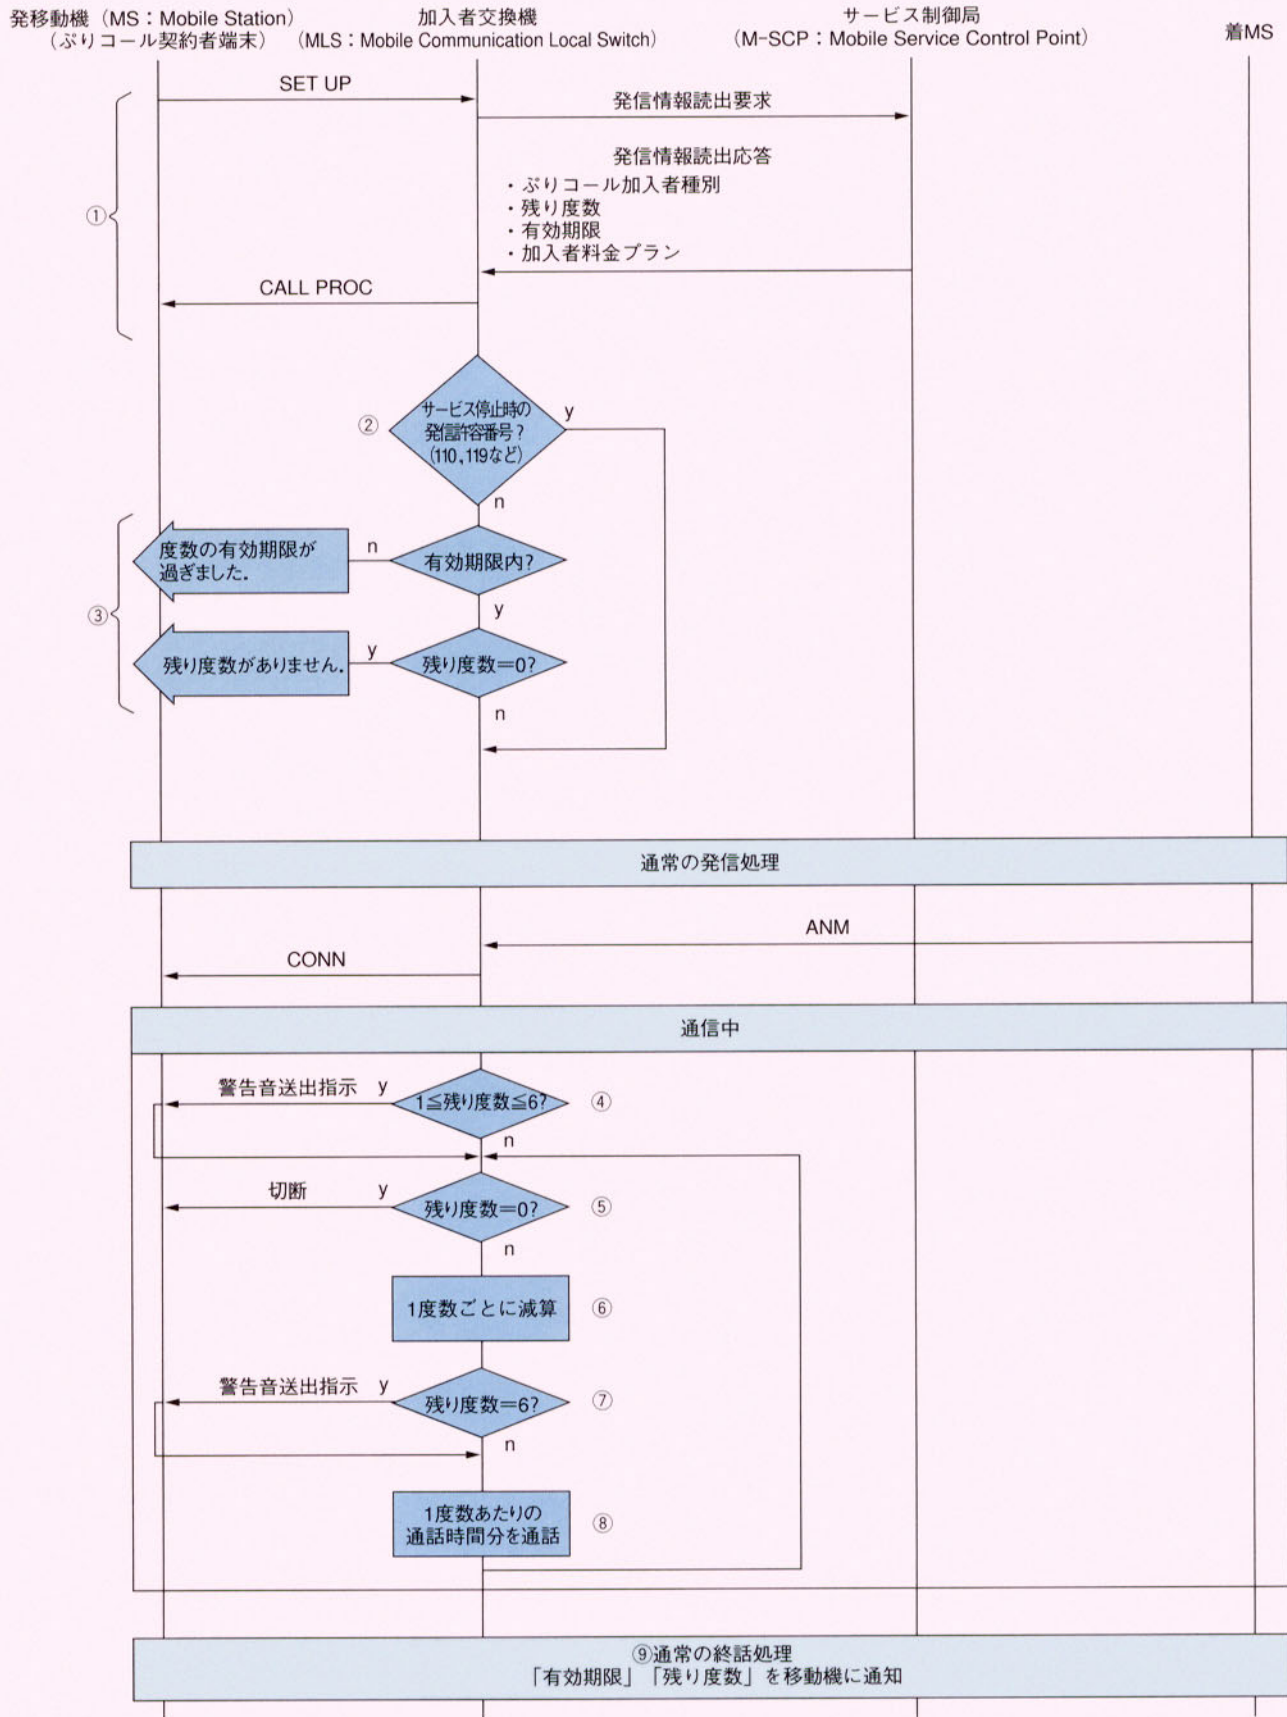 発移動機（MS：Mobile Station）
（ぷりコール契約者端末）
加入者交換機
（MLS：Mobile Communication Local Switch）
サービス制御局
（M-SCP：Mobile Service Control Point）
着MS
SET UP
発信情報読出要求
発信情報読出応答
・ぷりコール加入者種別
・残り度数
・有効期限
・加入者料金プラン
①
CALL PROC
②
サービス停止時の
発信許容番号？
（110，119など）
y
n
③
度数の有効期限が
過ぎました．
n
有効期限内？
y
残り度数がありません．
y
残り度数＝0？
n
通常の発信処理
ANM
CONN
通信中
警告音送出指示
y
1≦残り度数≦6？
④
n
切断
y
残り度数＝0？
⑤
n
1度数ごとに減算
⑥
警告音送出指示
y
残り度数＝6？
⑦
n
1度数あたりの
通話時間分を通話
⑧
⑨通常の終話処理
「有効期限」「残り度数」を移動機に通知